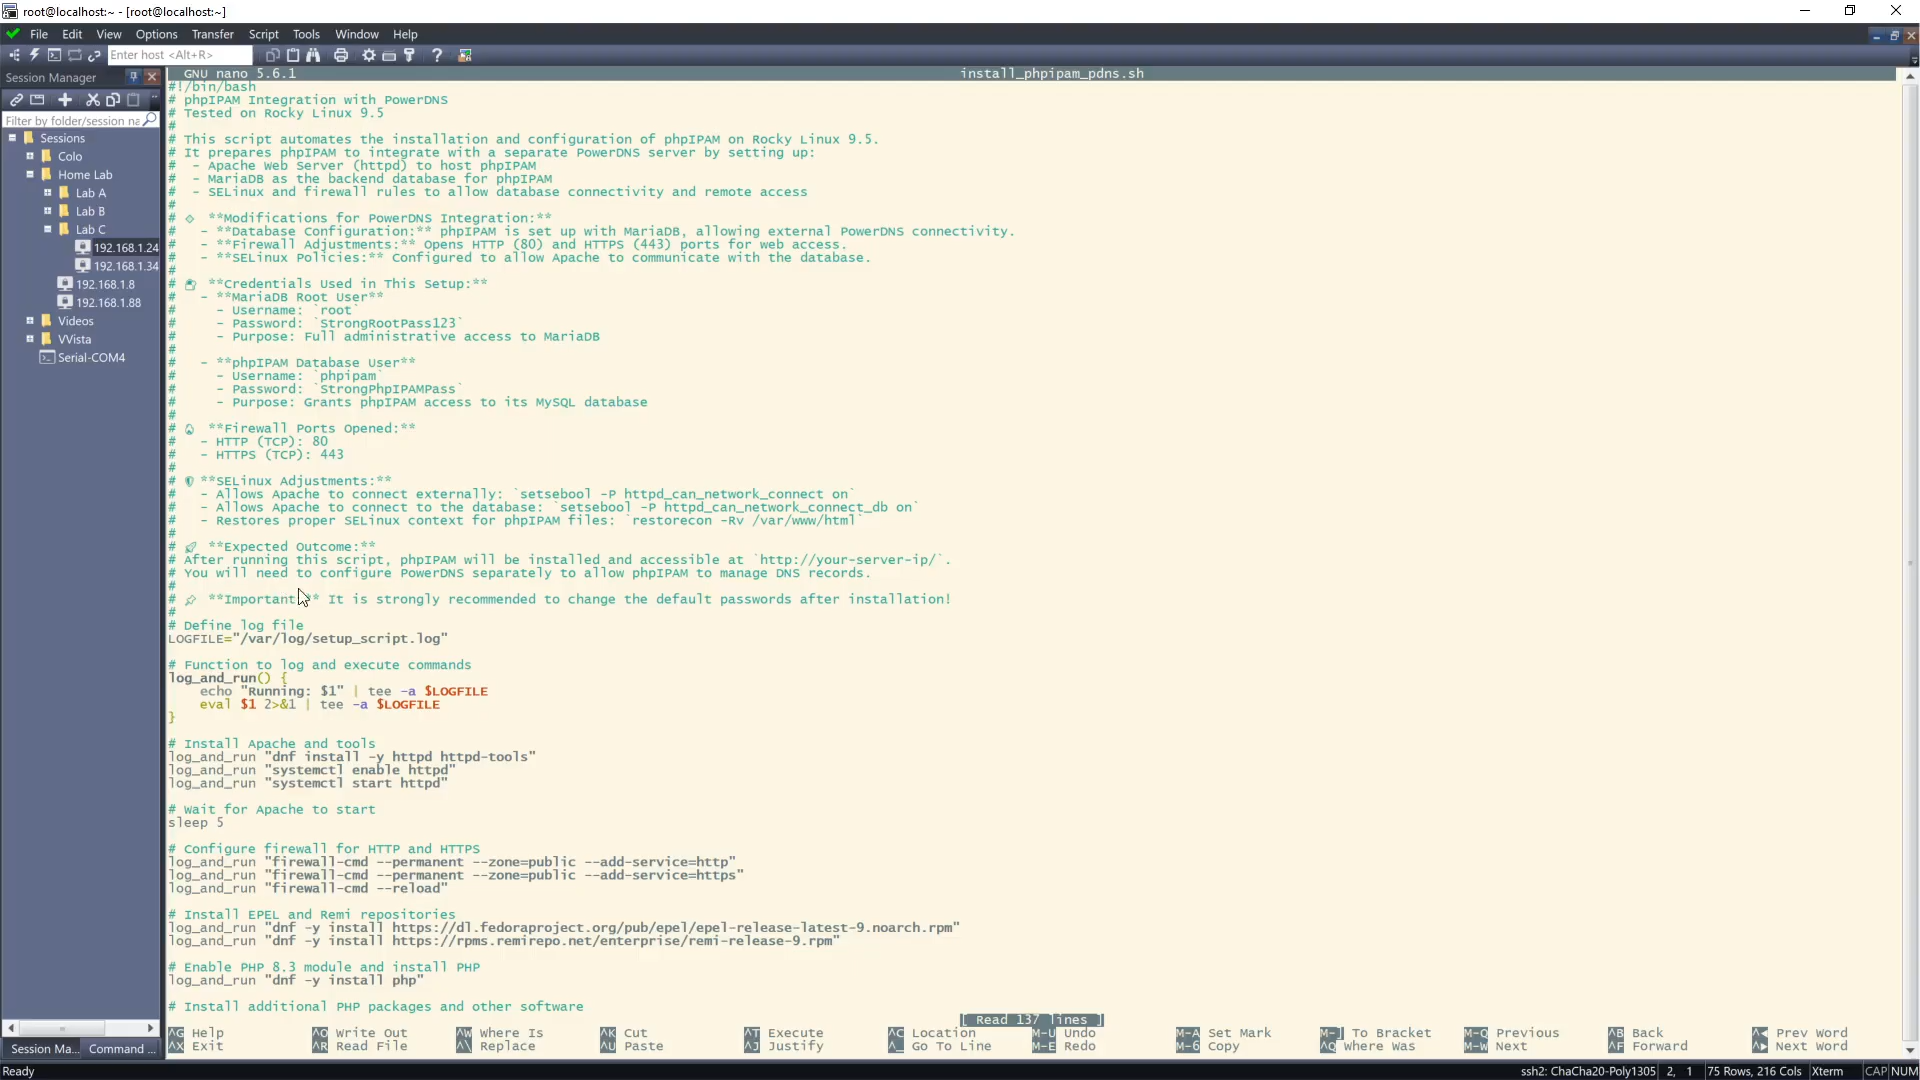 root@localhost:~ - [root@localhost:~]
File Edit View Options Transfer Script Tools Window Help
Enter host <Alt+R>
Session Manager
Filter by folder/session na
Sessions
Colo
Home Lab
Lab A
Lab B
Lab C
192.168.1.24
192.168.1.34
192.168.1.8
192.168.1.88
Videos
VVista
Serial-COM4
Session Ma... Command ...
GNU nano 5.6.1 install_phpipam_pdns.sh
#!/bin/bash
# phpIPAM Integration with PowerDNS
# Tested on Rocky Linux 9.5
#
# This script automates the installation and configuration of phpIPAM on Rocky Linux 9.5.
# It prepares phpIPAM to integrate with a separate PowerDNS server by setting up:
#  - Apache Web Server (httpd) to host phpIPAM
#  - MariaDB as the backend database for phpIPAM
#  - SELinux and firewall rules to allow database connectivity and remote access
#
# **Modifications for PowerDNS Integration:**
#   - **Database Configuration:** phpIPAM is set up with MariaDB, allowing external PowerDNS connectivity.
#   - **Firewall Adjustments:** Opens HTTP (80) and HTTPS (443) ports for web access.
#   - **SELinux Policies:** Configured to allow Apache to communicate with the database.
#
# **Credentials Used in This Setup:**
#   - **MariaDB Root User**
#     - Username: `root`
#     - Password: `StrongRootPass123`
#     - Purpose: Full administrative access to MariaDB
#
#   - **phpIPAM Database User**
#     - Username: `phpipam`
#     - Password: `StrongPhpIPAMPass`
#     - Purpose: Grants phpIPAM access to its MySQL database
#
# **Firewall Ports Opened:**
#   - HTTP (TCP): 80
#   - HTTPS (TCP): 443
#
# **SELinux Adjustments:**
#   - Allows Apache to connect externally: `setsebool -P httpd_can_network_connect on`
#   - Allows Apache to connect to the database: `setsebool -P httpd_can_network_connect_db on`
#   - Restores proper SELinux context for phpIPAM files: `restorecon -Rv /var/www/html`
#
# **Expected Outcome:**
# After running this script, phpIPAM will be installed and accessible at `http://your-server-ip/`.
# You will need to configure PowerDNS separately to allow phpIPAM to manage DNS records.
#
# **Important:** It is strongly recommended to change the default passwords after installation!
#
# Define log file
LOGFILE="/var/log/setup_script.log"
# Function to log and execute commands
log_and_run() {
    echo "Running: $1" | tee -a $LOGFILE
    eval $1 2>&1 | tee -a $LOGFILE
}
# Install Apache and tools
log_and_run "dnf install -y httpd httpd-tools"
log_and_run "systemctl enable httpd"
log_and_run "systemctl start httpd"
# Wait for Apache to start
sleep 5
# Configure firewall for HTTP and HTTPS
log_and_run "firewall-cmd --permanent --zone=public --add-service=http"
log_and_run "firewall-cmd --permanent --zone=public --add-service=https"
log_and_run "firewall-cmd --reload"
# Install EPEL and Remi repositories
log_and_run "dnf -y install https://dl.fedoraproject.org/pub/epel/epel-release-latest-9.noarch.rpm"
log_and_run "dnf -y install https://rpms.remirepo.net/enterprise/remi-release-9.rpm"
# Enable PHP 8.3 module and install PHP
log_and_run "dnf -y install php"
# Install additional PHP packages and other software
[ Read 137 lines ]
^G Help ^O Write Out ^W Where Is ^K Cut ^T Execute ^C Location M-U Undo M-A Set Mark M-] To Bracket M-Q Previous ^B Back ^◀ Prev Word
^X Exit ^R Read File ^\ Replace ^U Paste ^J Justify ^_ Go To Line M-E Redo M-6 Copy ^Q Where Was M-W Next ^F Forward ^▶ Next Word
Ready ssh2: ChaCha20-Poly1305 2, 1 75 Rows, 216 Cols Xterm CAP NUM